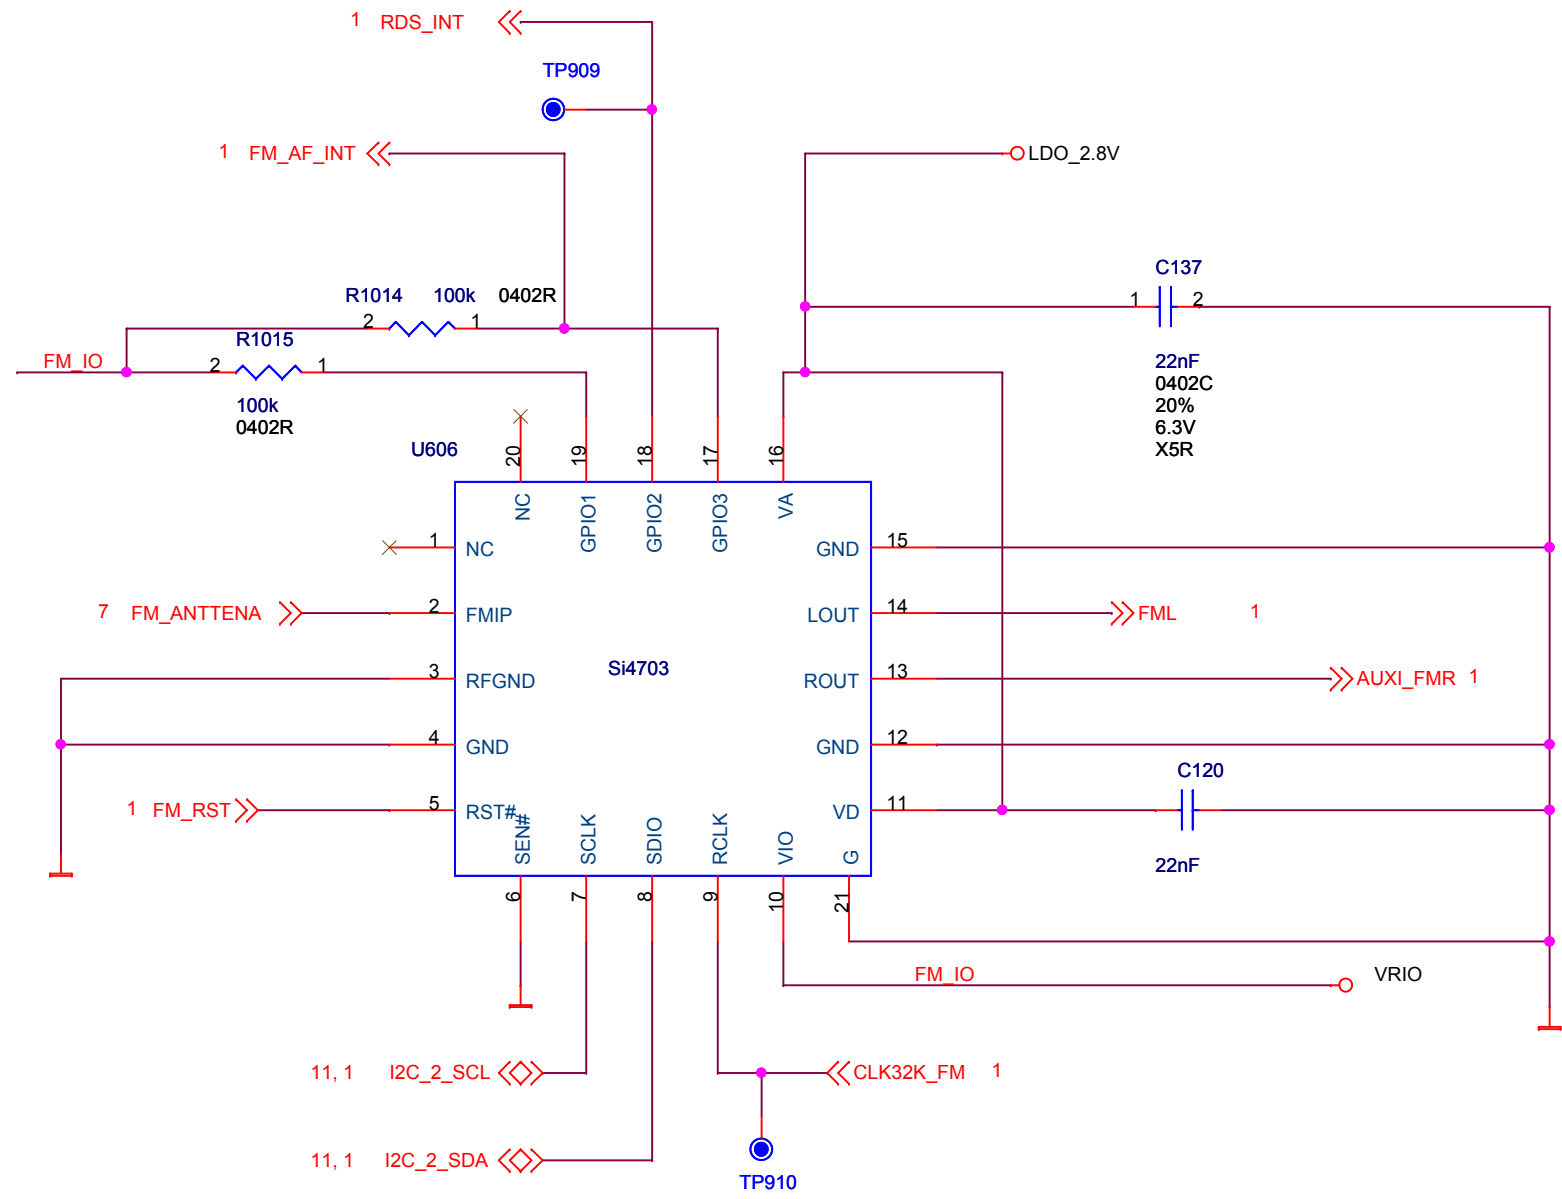 1 RDS_INT
TP909
1 FM_AF_INT
LDO_2.8V
C137
1 2
R1014 100k 0402R
2 1
R1015
FM_IO
2 1
22nF
0402C
20%
6.3V
X5R
100k
0402R
U606
20 19 18 17 16
NC GPIO1 GPIO2 GPIO3 VA
1 NC
GND 15
7 FM_ANTTENA 2 FMIP
LOUT 14 FML 1
Si4703
3 RFGND
ROUT 13 AUXI_FMR 1
4 GND
GND 12
C120
1 FM_RST 5 RST#
VD 11
22nF
SEN# SCLK SDIO RCLK VIO G
6 7 8 9 10 21
FM_IO VRIO
11, 1 I2C_2_SCL
CLK32K_FM 1
11, 1 I2C_2_SDA
TP910